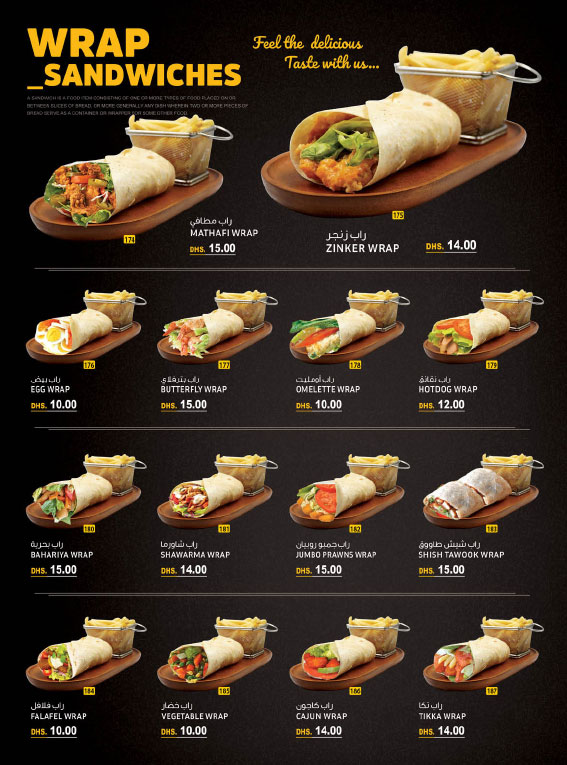 WRAP
_SANDWICHES
Feel the delicious
Taste with us...
A SANDWICH IS A FOOD ITEM CONSISTING OF ONE OR MORE TYPES OF FOOD PLACED ON OR
BETWEEN SLICES OF BREAD, OR MORE GENERALLY ANY DISH WHEREIN TWO OR MORE PIECES OF
BREAD SERVE AS A CONTAINER OR WRAPPER FOR SOME OTHER FOOD.
174
راب مطافي
MATHAFI WRAP
DHS. 15.00
175
راب زنجر
ZINKER WRAP
DHS. 14.00
176
راب بيض
EGG WRAP
DHS. 10.00
177
راب بترفلاي
BUTTERFLY WRAP
DHS. 15.00
178
راب أومليت
OMELETTE WRAP
DHS. 10.00
179
راب نقانق
HOTDOG WRAP
DHS. 12.00
180
راب بحرية
BAHARIYA WRAP
DHS. 15.00
181
راب شاورما
SHAWARMA WRAP
DHS. 14.00
182
راب جمبو روبيان
JUMBO PRAWNS WRAP
DHS. 15.00
183
راب شيش طاووق
SHISH TAWOOK WRAP
DHS. 15.00
184
راب فلافل
FALAFEL WRAP
DHS. 10.00
185
راب خضار
VEGETABLE WRAP
DHS. 10.00
186
راب كاجون
CAJUN WRAP
DHS. 14.00
187
راب تكا
TIKKA WRAP
DHS. 14.00